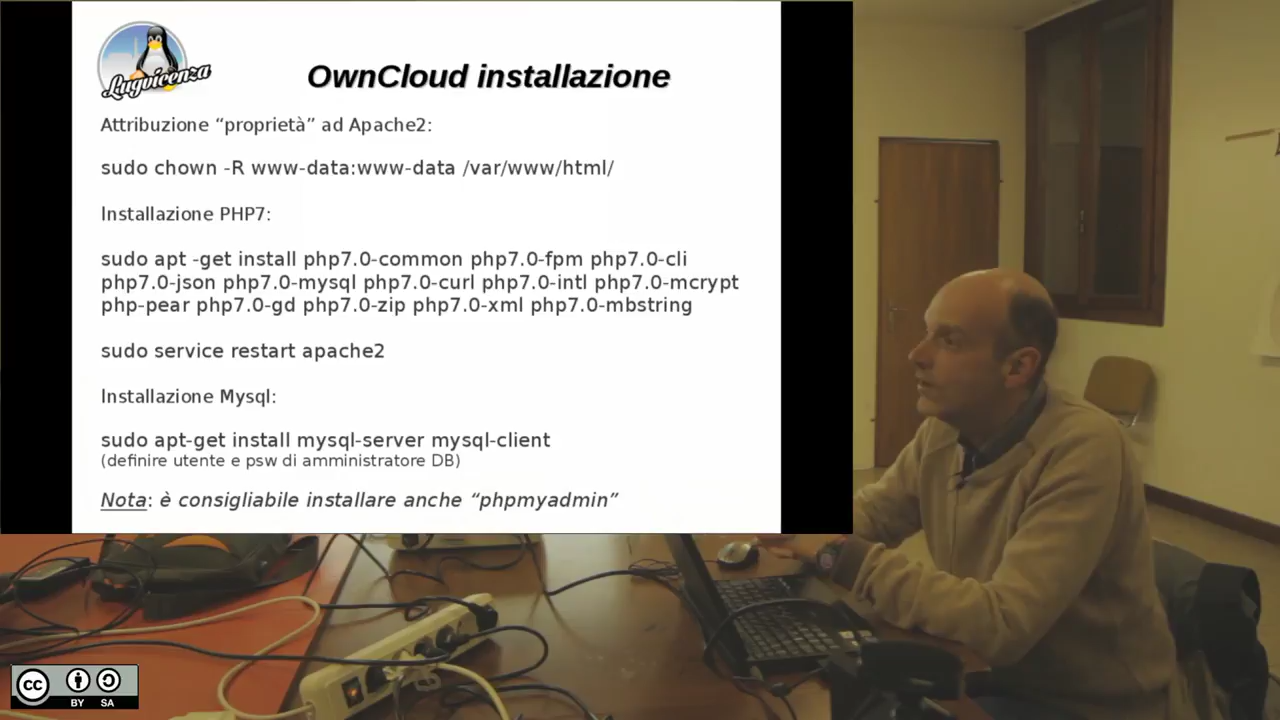 Lugvicenza
OwnCloud installazione
Attribuzione “proprietà” ad Apache2:
sudo chown -R www-data:www-data /var/www/html/
Installazione PHP7:
sudo apt -get install php7.0-common php7.0-fpm php7.0-cli
php7.0-json php7.0-mysql php7.0-curl php7.0-intl php7.0-mcrypt
php-pear php7.0-gd php7.0-zip php7.0-xml php7.0-mbstring
sudo service restart apache2
Installazione Mysql:
sudo apt-get install mysql-server mysql-client
(definire utente e psw di amministratore DB)
Nota: è consigliabile installare anche “phpmyadmin”
cc
BY SA